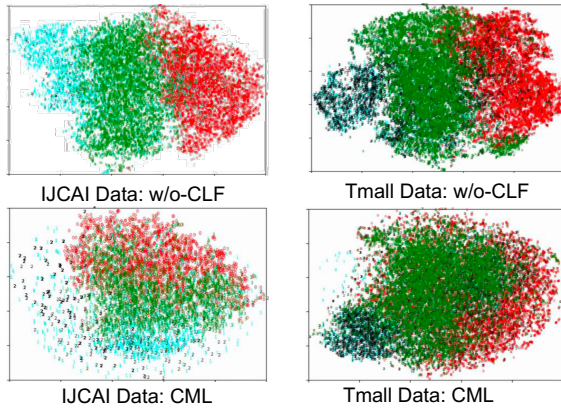 IJCAI Data: w/o-CLF
Tmall Data: w/o-CLF
IJCAI Data: CML
Tmall Data: CML